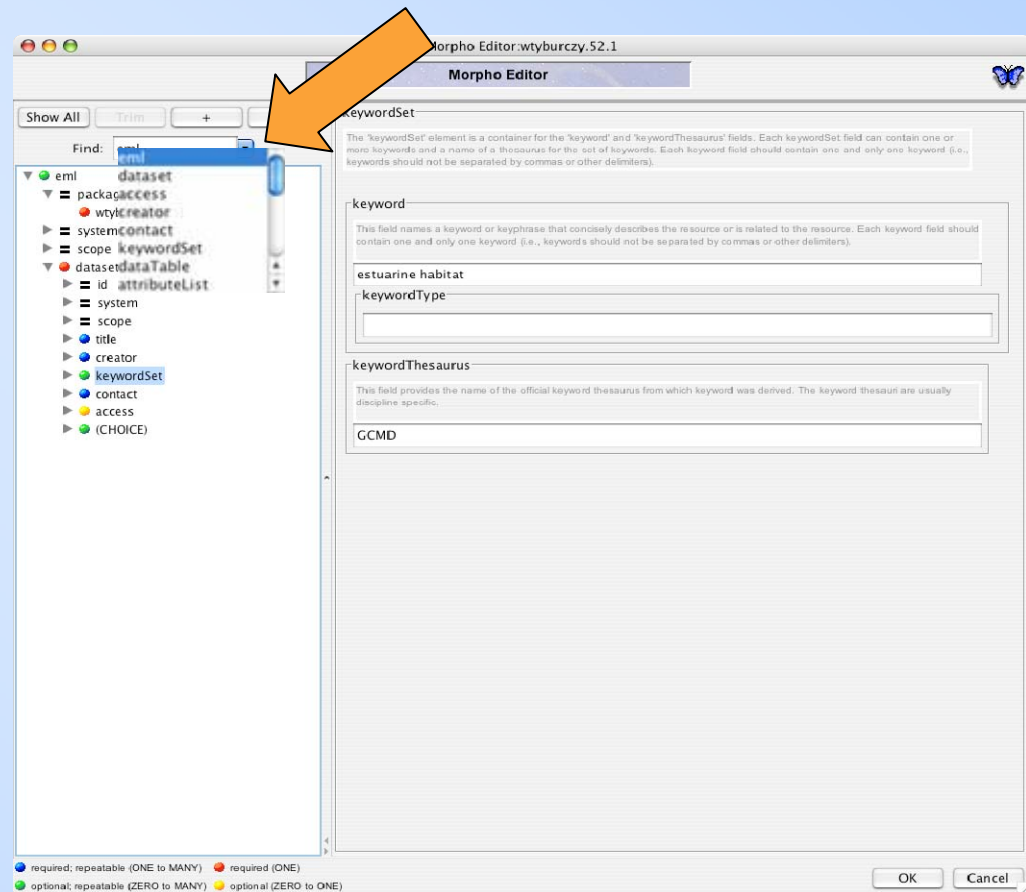 Morpho Editor:wtyburczy.52.1
Morpho Editor
Show All
Trim
+
Find:
eml
dataset
access
creator
contact
keywordSet
dataTable
attributeList
eml
system
scope
dataset
id
system
scope
title
creator
keywordSet
contact
access
(CHOICE)
keywordSet
The 'keywordSet' element is a container for the 'keyword' and 'keywordThesaurus' fields. Each keywordSet field can contain one or
more keywords and a name of a thesaurus for the set of keywords. Each keyword field should contain one and only one keyword (i.e.,
keywords should not be separated by commas or other delimiters).
keyword
This field names a keyword or keyphrase that concisely describes the resource or is related to the resource. Each keyword field should
contain one and only one keyword (i.e., keywords should not be separated by commas or other delimiters).
estuarine habitat
keywordType
keywordThesaurus
This field provides the name of the official keyword thesaurus from which keyword was derived. The keyword thesauri are usually
discipline specific.
GCMD
required; repeatable (ONE to MANY) required (ONE)
optional; repeatable (ZERO to MANY) optional (ZERO to ONE)
OK Cancel